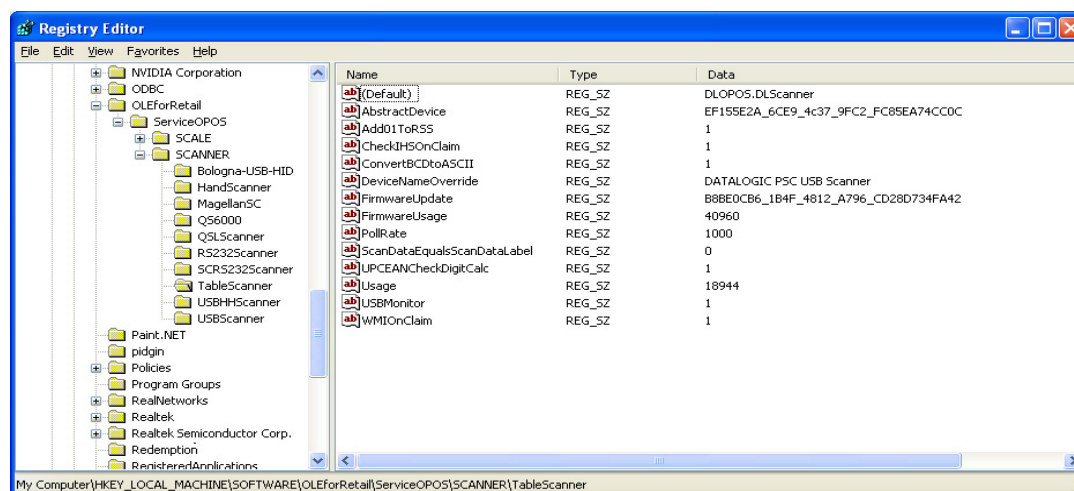 Registry Editor
File Edit View Favorites Help
NVIDIA Corporation
ODBC
OLEforRetail
ServiceOPOS
SCALE
SCANNER
Bologna-USB-HID
HandScanner
MagellanSC
QS6000
QSLScanner
RS232Scanner
SCRS232Scanner
TableScanner
USBHHScanner
USBScanner
Paint.NET
pidgin
Policies
Program Groups
RealNetworks
Realtek
Realtek Semiconductor Corp.
Redemption
RegisteredApplications
Name Type Data
(Default) REG_SZ DLOPOS.DLScanner
AbstractDevice REG_SZ EF155E2A_6CE9_4c37_9FC2_FC85EA74CC0C
Add01ToRSS REG_SZ 1
CheckIHSOnClaim REG_SZ 1
ConvertBCDtoASCII REG_SZ 1
DeviceNameOverride REG_SZ DATALOGIC PSC USB Scanner
FirmwareUpdate REG_SZ B8BE0CB6_1B4F_4812_A796_CD28D734FA42
FirmwareUsage REG_SZ 40960
PollRate REG_SZ 1000
ScanDataEqualsScanDataLabel REG_SZ 0
UPCEANCheckDigitCalc REG_SZ 1
Usage REG_SZ 18944
USBMonitor REG_SZ 1
WMIOnClaim REG_SZ 1
My Computer\HKEY_LOCAL_MACHINE\SOFTWARE\OLEforRetail\ServiceOPOS\SCANNER\TableScanner